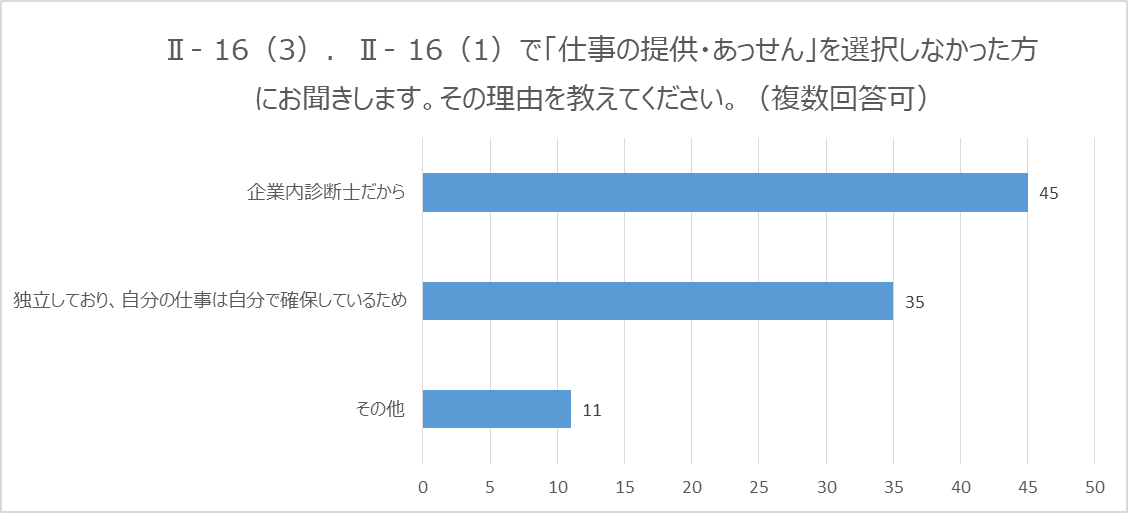 Ⅱ- 16（3）. Ⅱ- 16（1）で｢仕事の提供･あっせん｣を選択しなかった方
にお聞きします｡その理由を教えてください｡（複数回答可）
企業内診断士だから
45
独立しており、自分の仕事は自分で確保しているため
35
その他
11
0 5 10 15 20 25 30 35 40 45 50